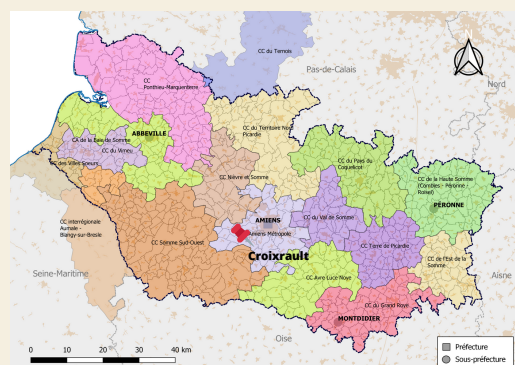 CC du Ternois
Pas-de-Calais
Nord
CC
Ponthieu-Marquenterre
CC du Territoire Nord
Picardie
ABBEVILLE
CA de la Baie de Somme
CC du Vimeu
CC des Villes Soeurs
CC Nièvre et Somme
CC du Pays du
Coquelicot
CC de la Haute Somme
(Combles - Péronne -
Roisel)
PERONNE
CC interrégionale
Aumale -
Blangy-sur-Bresle
AMIENS
Amiens Métropole
CC du Val de Somme
CC Somme Sud-Ouest
Croixrault
CC Terre de Picardie
CC de l'Est de la
Somme
Seine-Maritime
CC Avre Luce Noye
Aisne
CC du Grand Roye
MONTDIDIER
Oise
0 10 20 30 40 km
Préfecture
Sous-préfecture